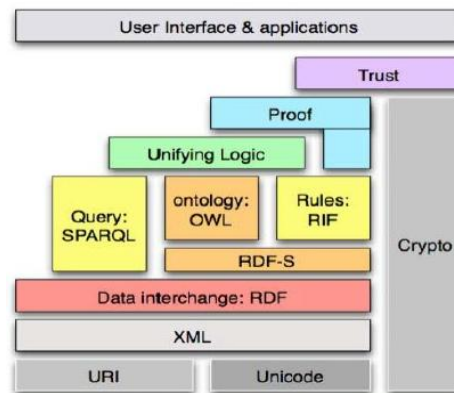 User Interface & applications
Trust
Proof
Unifying Logic
Query:
SPARQL
ontology:
OWL
Rules:
RIF
Crypto
RDF-S
Data interchange: RDF
XML
URI
Unicode